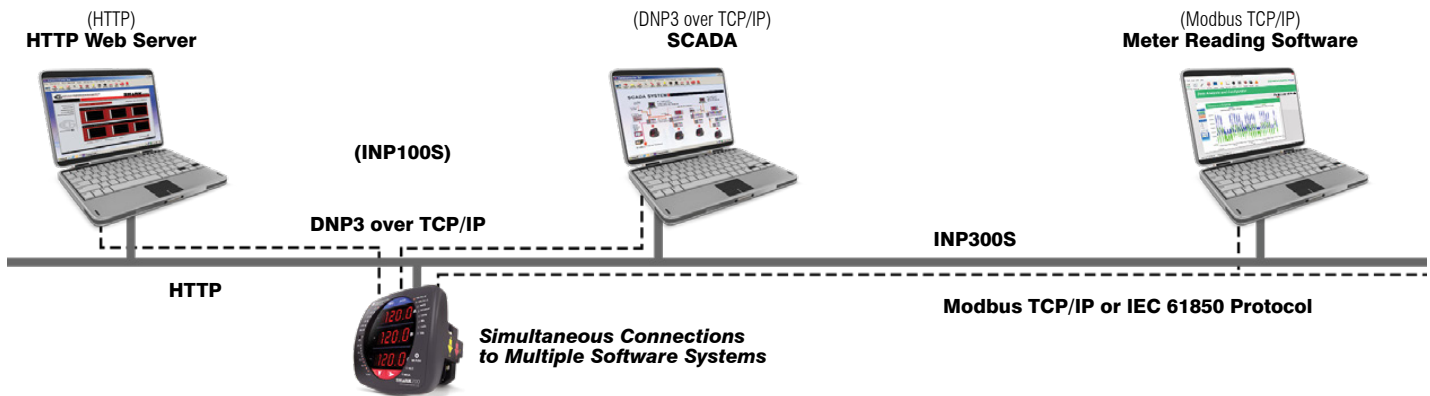 (HTTP)
HTTP Web Server
(DNP3 over TCP/IP)
SCADA
(Modbus TCP/IP)
Meter Reading Software
SCADA SYSTEM
(INP100S)
DNP3 over TCP/IP
INP300S
HTTP
Modbus TCP/IP or IEC 61850 Protocol
120.0
120.0
120.0
Simultaneous Connections
to Multiple Software Systems